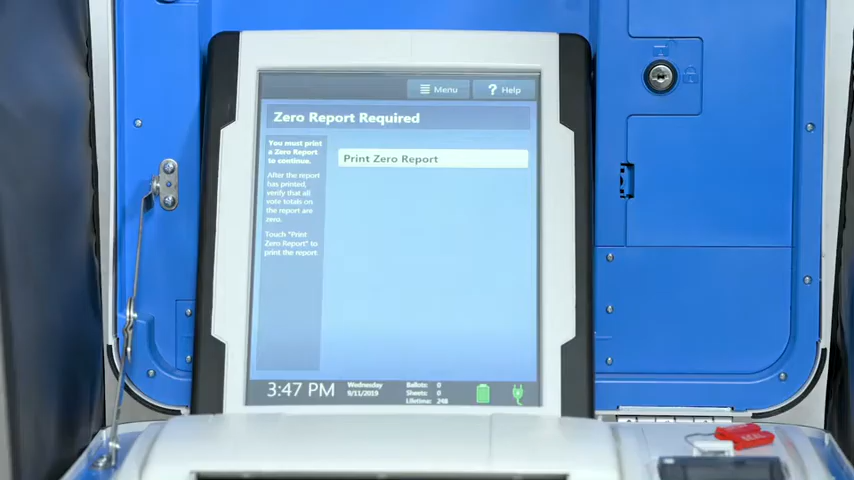 Menu
Help
Zero Report Required
You must print
a Zero Report
to continue.
Print Zero Report
After the report
has printed,
verify that all
vote totals on
the report are
zero.
Touch "Print
Zero Report" to
print the report
3:47 PM
Wednesday
9/11/2019
Ballots: 0
Sheets: 0
Lifetime: 248
SEAL